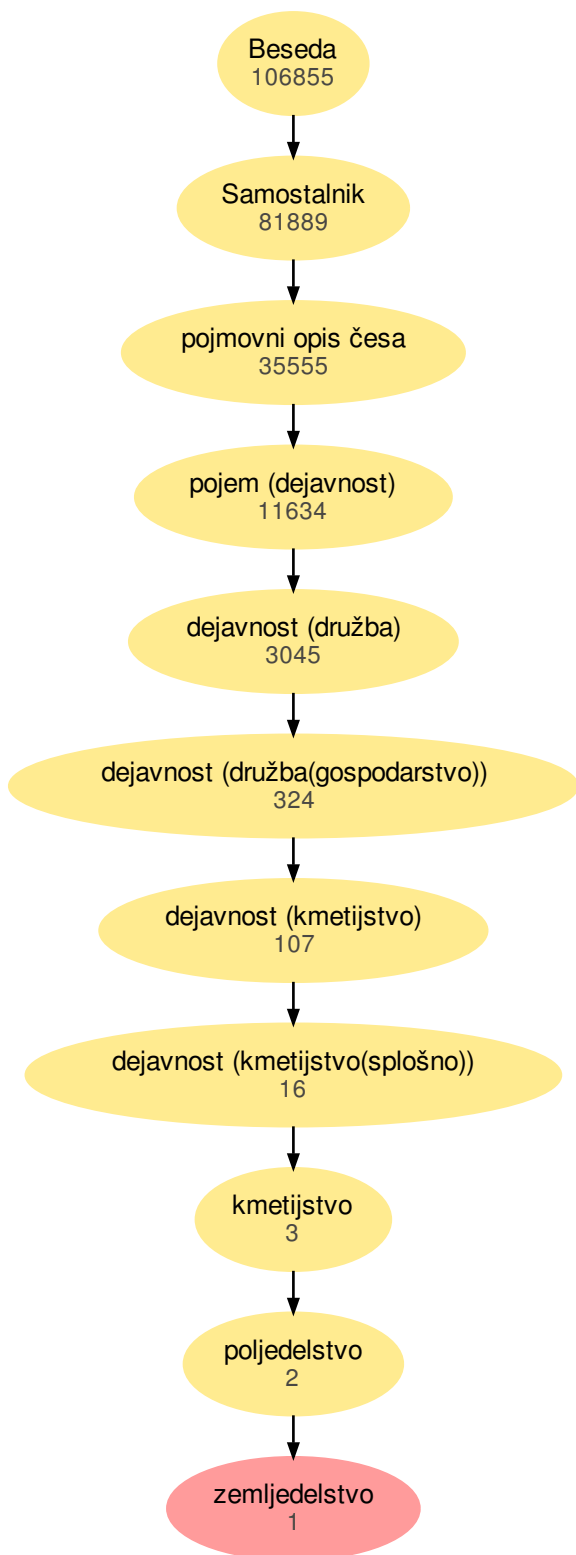 Beseda
106855
Samostalnik
81889
pojmovni opis česa
35555
pojem (dejavnost)
11634
dejavnost (družba)
3045
dejavnost (družba(gospodarstvo))
324
dejavnost (kmetijstvo)
107
dejavnost (kmetijstvo(splošno))
16
kmetijstvo
3
poljedelstvo
2
zemljedelstvo
1